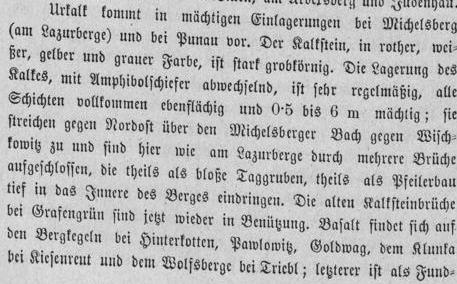 am Arbesberg und Judenhau.
Urkalk kommt in mächtigen Einlagerungen bei Michelsberg
(am Lazurberge) und bei Punau vor. Der Kalkstein, in rother, wei-
ßer, gelber und grauer Farbe, ist stark grobkörnig. Die Lagerung des
Kalkes, mit Amphibolschiefer abwechselnd, ist sehr regelmäßig, alle
Schichten vollkommen ebenflächig und 0·5 bis 6 m mächtig; sie
streichen gegen Nordost über den Michelsberger Bach gegen Wisch-
kowitz zu und sind hier wie am Lazurberge durch mehrere Brüche
aufgeschlossen, die theils als bloße Taggruben, theils als Pfeilerbau
tief in das Innere des Berges eindringen. Die alten Kalksteinbrüche
bei Grafengrün sind jetzt wieder in Benützung. Basalt findet sich auf
den Bergkegeln bei Hinterkotten, Pawlowitz, Goldwag, dem Klunka
bei Kiesenreut und dem Wolfsberge bei Triebl; letzterer ist als Fund-